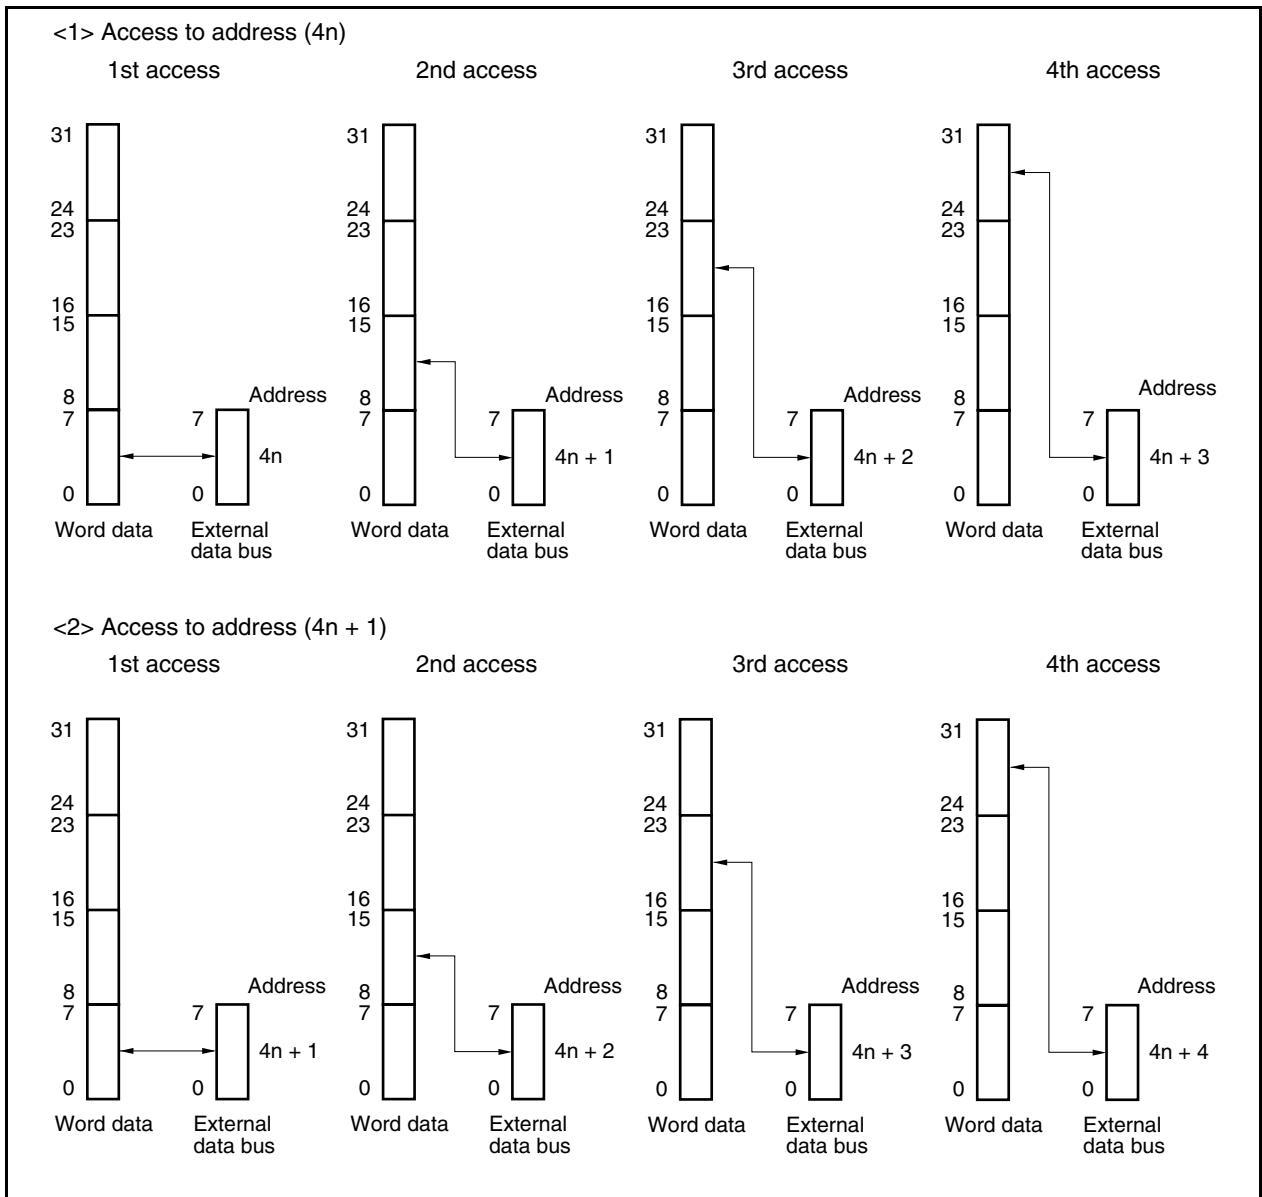 <1> Access to address (4n)
1st access 2nd access 3rd access 4th access
31 31 31 31
24 24 24 24
23 23 23 23
16 16 16 16
15 15 15 15
Address Address Address Address
8 8 8 8
7 7 7 7 7 7 7 7
4n 4n + 1 4n + 2 4n + 3
0 0 0 0 0 0 0 0
Word data External Word data External Word data External Word data External
data bus data bus data bus data bus
<2> Access to address (4n + 1)
1st access 2nd access 3rd access 4th access
31 31 31 31
24 24 24 24
23 23 23 23
16 16 16 16
15 15 15 15
Address Address Address Address
8 8 8 8
7 7 7 7 7 7 7 7
4n + 1 4n + 2 4n + 3 4n + 4
0 0 0 0 0 0 0 0
Word data External Word data External Word data External Word data External
data bus data bus data bus data bus